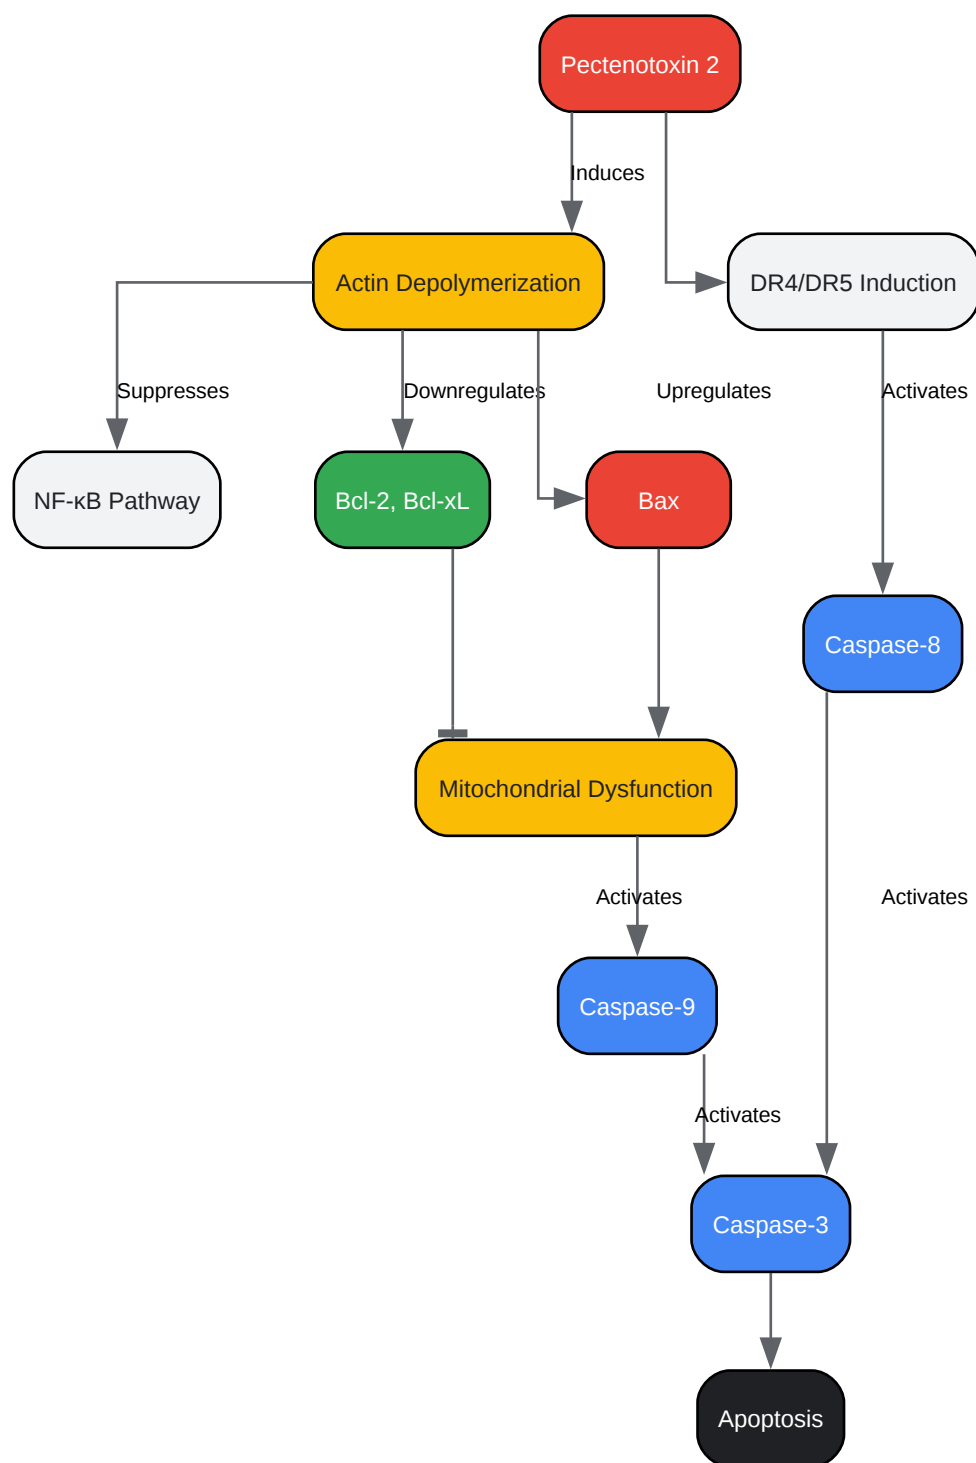 Pectenotoxin 2
Induces
Actin Depolymerization
DR4/DR5 Induction
Suppresses
Downregulates
Upregulates
Activates
NF-κB Pathway
Bcl-2, Bcl-xL
Bax
Caspase-8
Mitochondrial Dysfunction
Activates
Activates
Caspase-9
Activates
Caspase-3
Apoptosis